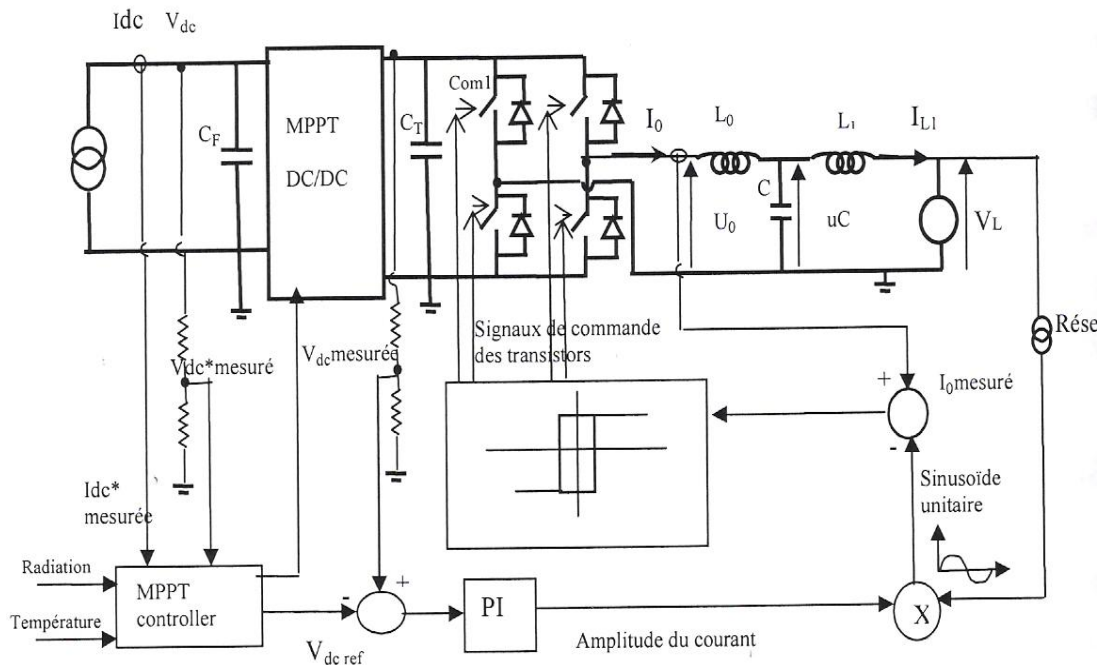 Idc
Vdc
Com1
MPPT
DC/DC
CF
CT
I0
L0
L1
IL1
C
U0
uC
VL
Signaux de commande
des transistors
Vdcmesurée
Vdc*mesuré
Rése
+
I0mesuré
-
Idc*
mesurée
Sinusoïde
unitaire
Radiation
Température
MPPT
controller
-
+
Vdc ref
PI
Amplitude du courant
X